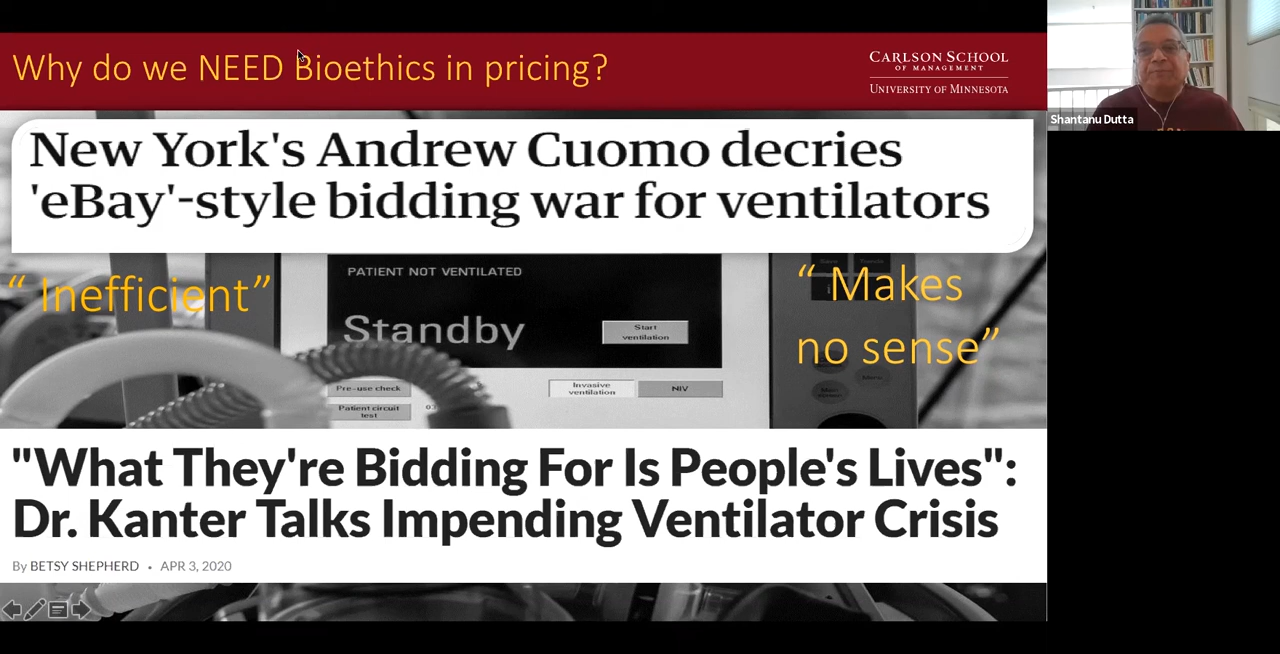 Why do we NEED Bioethics in pricing?
CARLSON SCHOOL
OF MANAGEMENT
UNIVERSITY OF MINNESOTA
Shantanu Dutta
New York's Andrew Cuomo decries
'eBay'-style bidding war for ventilators
“ Inefficient”
PATIENT NOT VENTILATED
Standby
Start
ventilation
“ Makes
no sense”
Pre-use check
Invasive
ventilation
NIV
Patient circuit
test
"What They're Bidding For Is People's Lives":
Dr. Kanter Talks Impending Ventilator Crisis
By BETSY SHEPHERD • APR 3, 2020